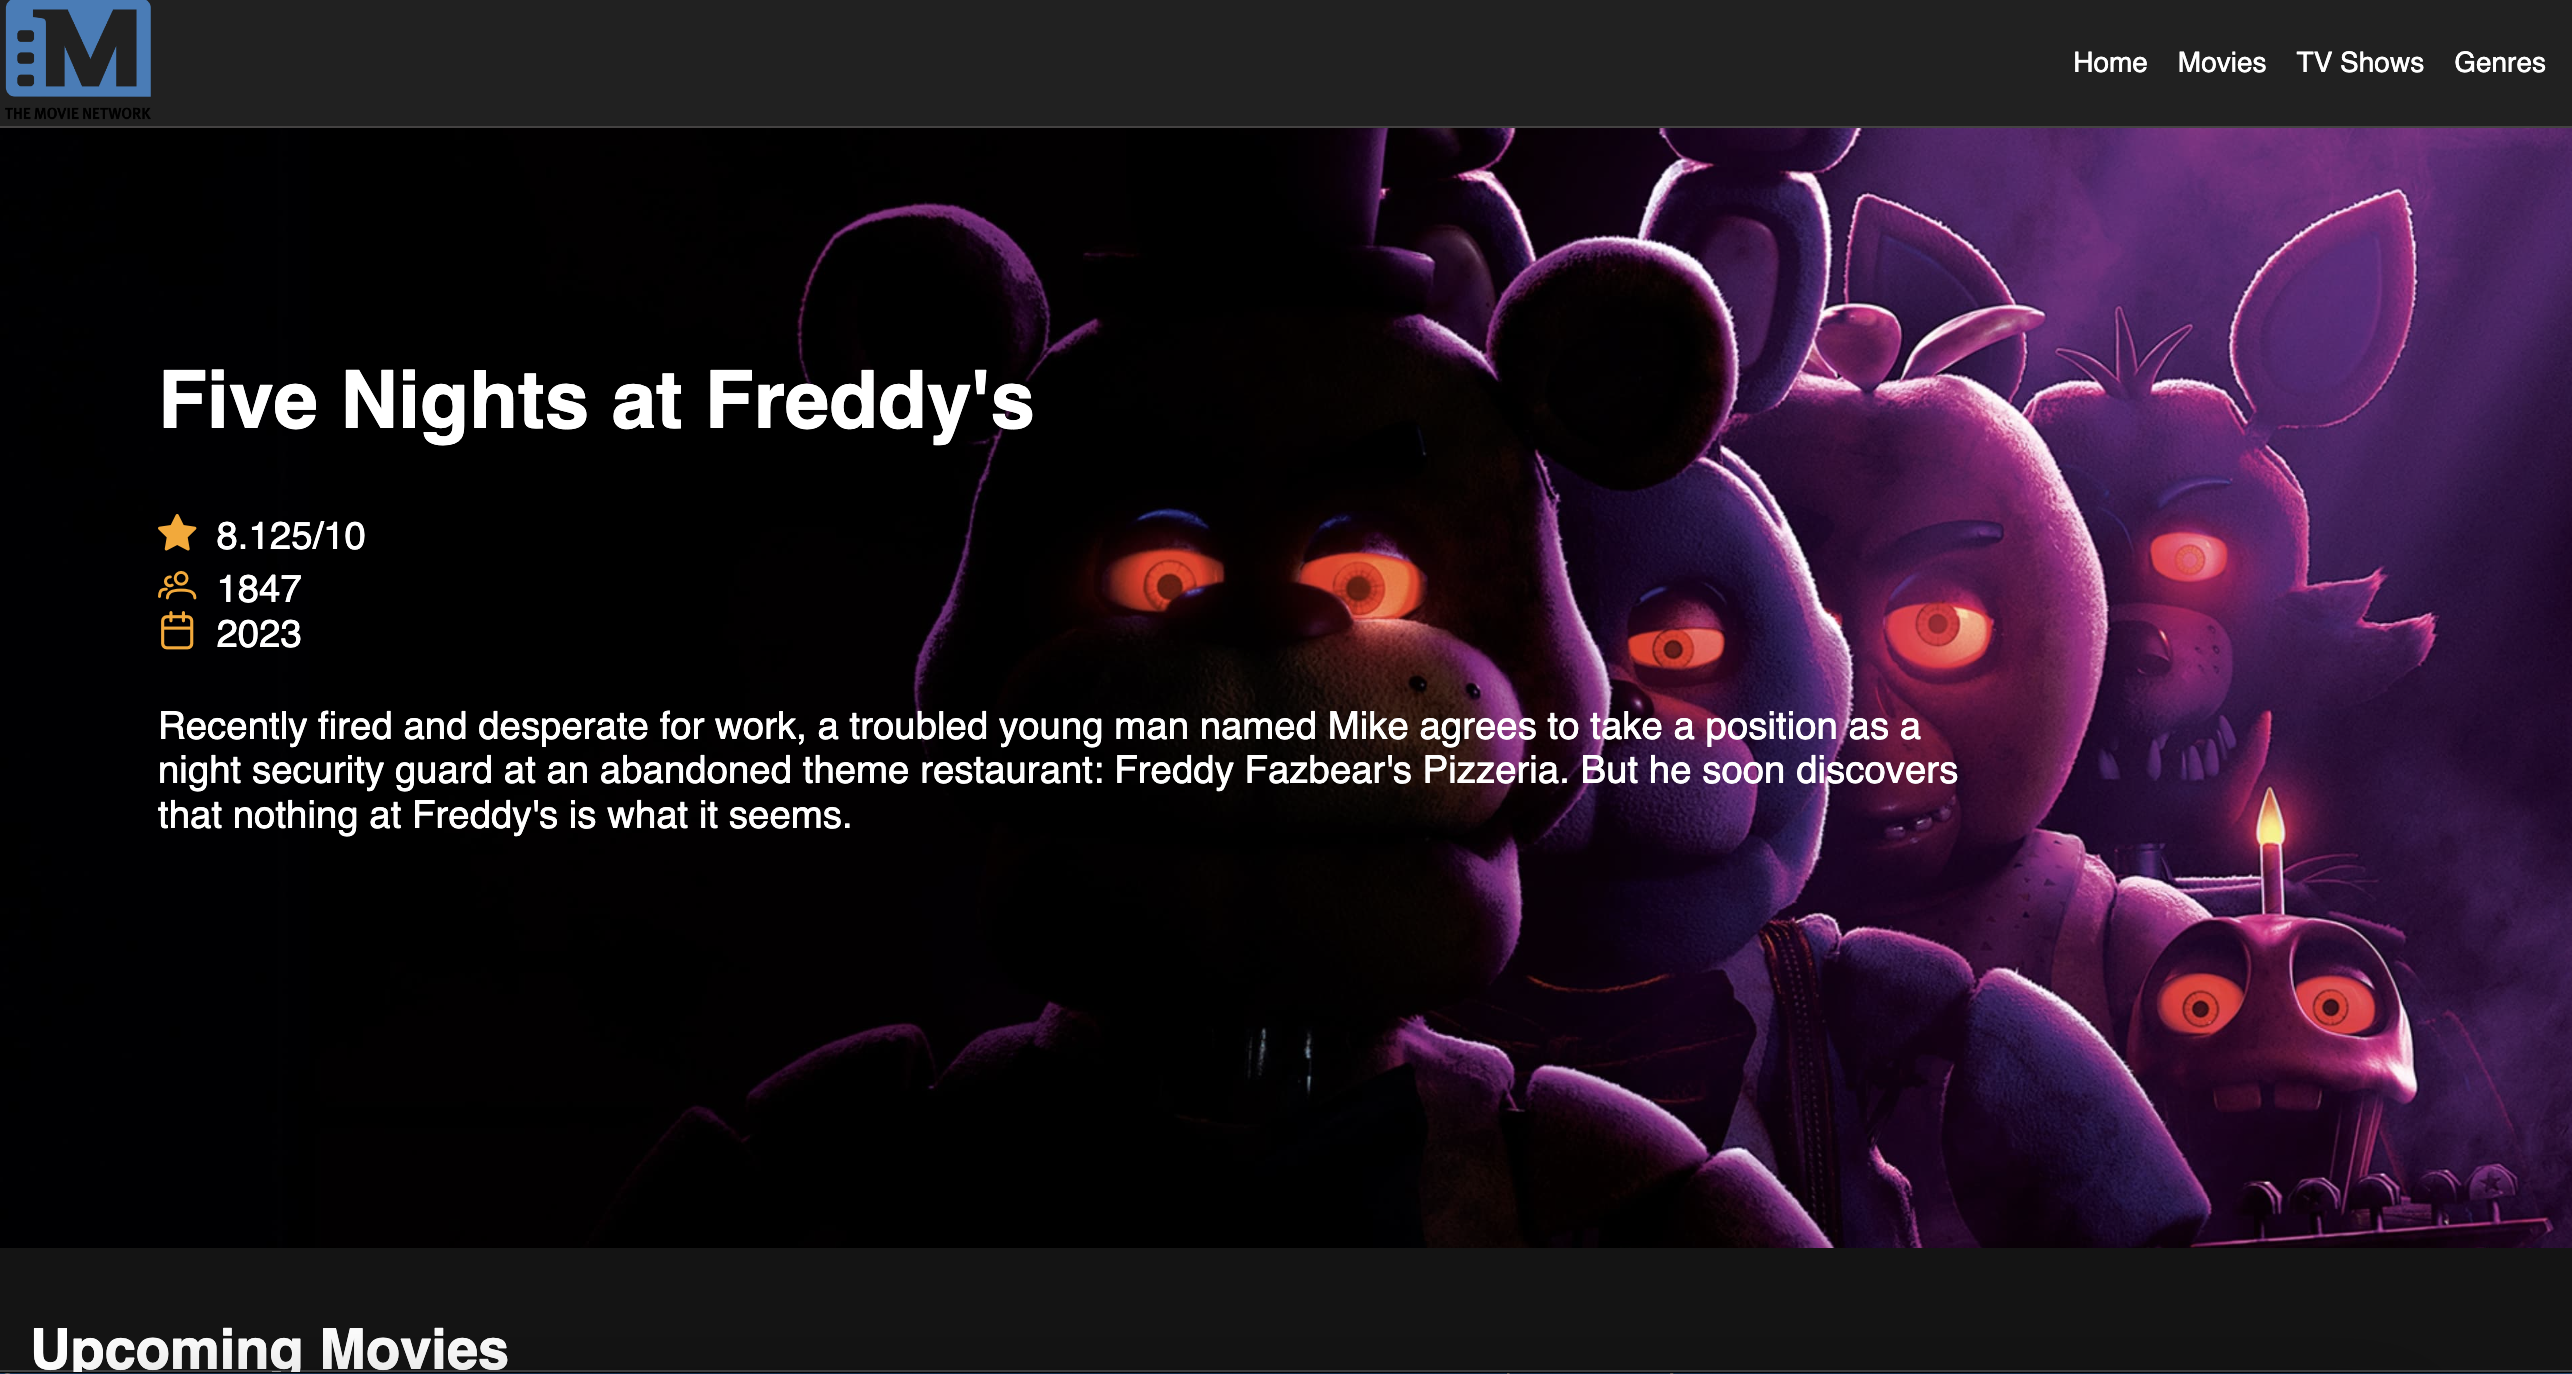 M
THE MOVIE NETWORK
Home Movies TV Shows Genres
Five Nights at Freddy's
8.125/10
1847
2023
Recently fired and desperate for work, a troubled young man named Mike agrees to take a position as a
night security guard at an abandoned theme restaurant: Freddy Fazbear's Pizzeria. But he soon discovers
that nothing at Freddy's is what it seems.
Upcoming Movies